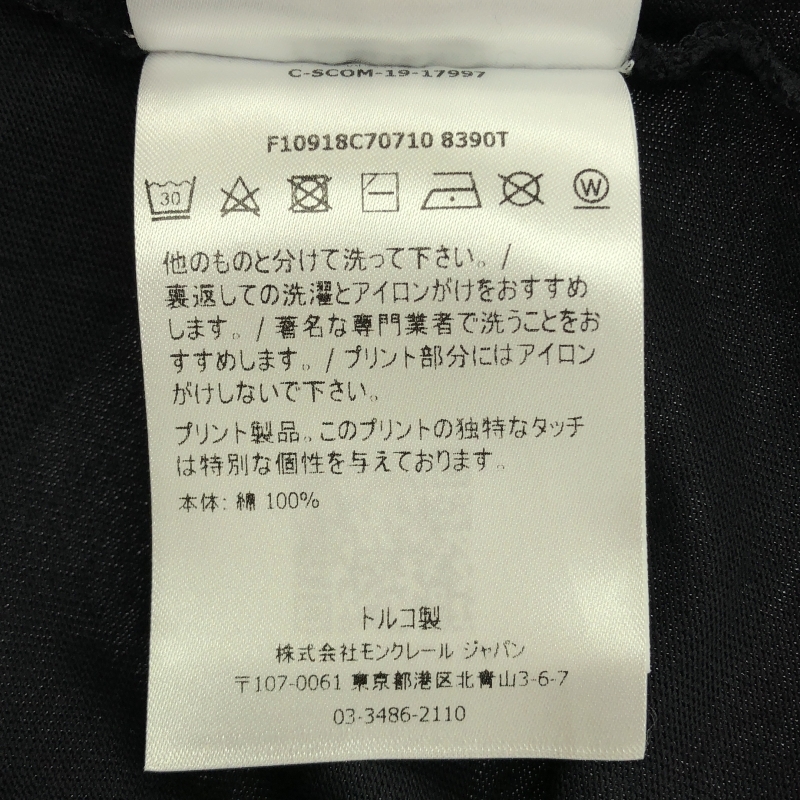 C-SCOM-19-17997
F10918C70710 8390T
30
W
他のものと分けて洗って下さい。/
裏返しての洗濯とアイロンがけをおすすめ
します。/ 著名な専門業者で洗うことをお
すすめします。/ プリント部分にはアイロン
がけしないで下さい。
プリント製品。このプリントの独特なタッチ
は特別な個性を与えております。
本体: 綿 100%
トルコ製
株式会社モンクレール ジャパン
〒107-0061 東京都港区北青山3-6-7
03-3486-2110